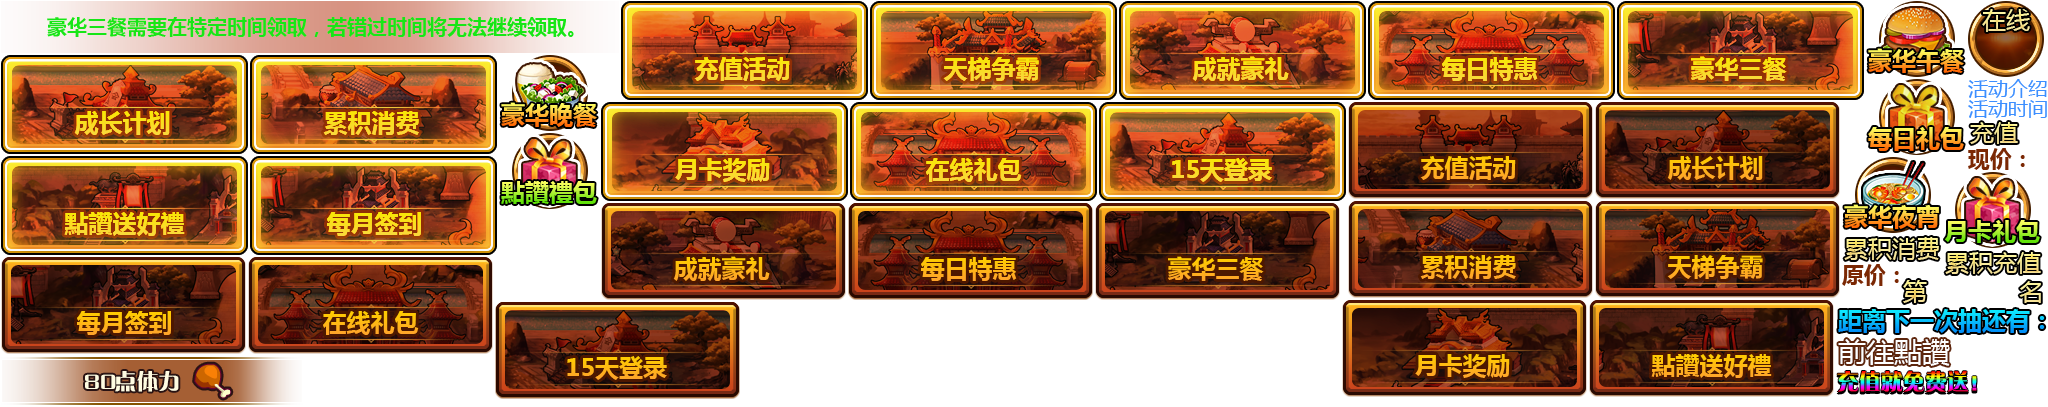 豪华三餐需要在特定时间领取，若错过时间将无法继续领取。
充值活动
天梯争霸
成就豪礼
每日特惠
豪华三餐
豪华午餐
在线
成长计划
累积消费
豪华晚餐
月卡奖励
在线礼包
15天登录
充值活动
成长计划
每日礼包
活动介绍
活动时间
充值
现价：
點讚送好禮
每月签到
點讚禮包
成就豪礼
每日特惠
豪华三餐
累积消费
天梯争霸
豪华夜宵
月卡礼包
累积消费
累积充值
原价：
第
名
每月签到
在线礼包
15天登录
月卡奖励
點讚送好禮
距离下一次抽还有：
前往點讚
充值就免费送！
80点体力